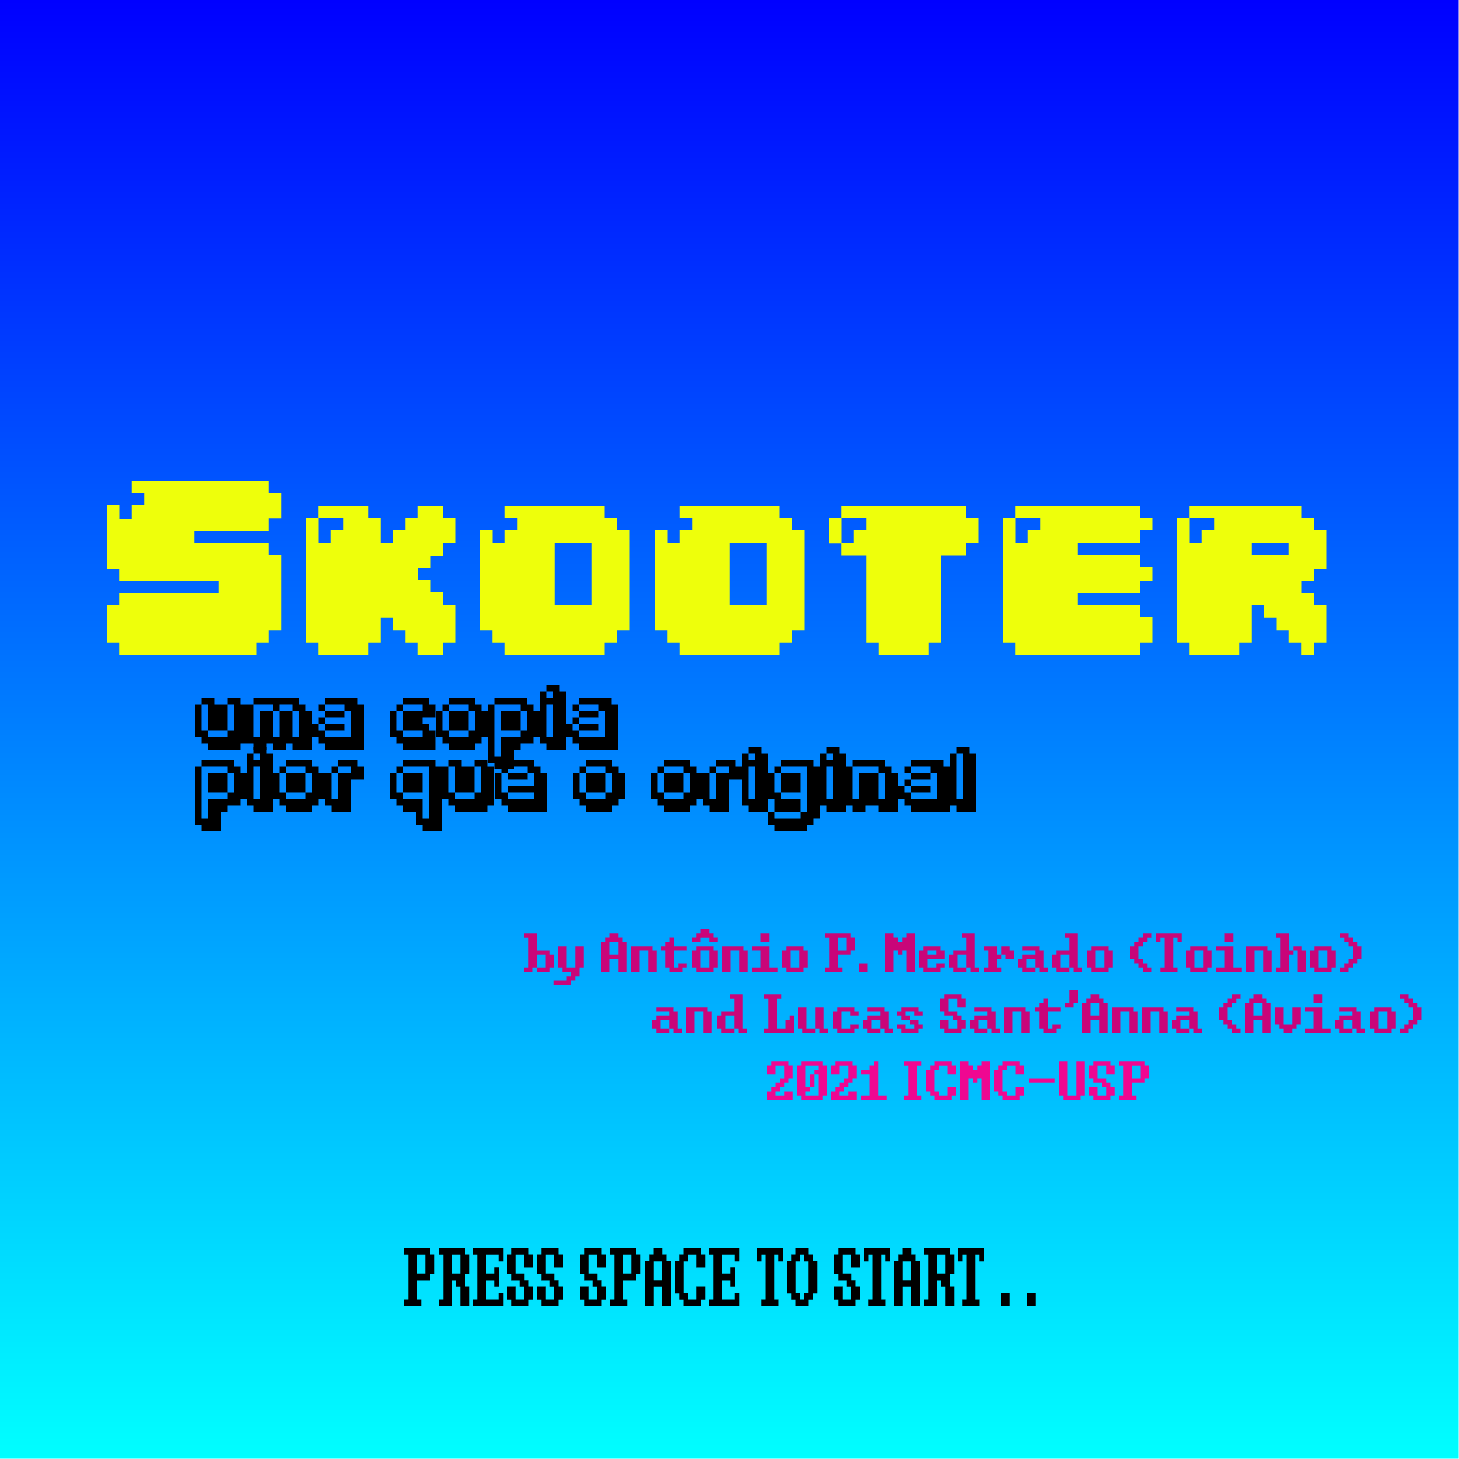 SKOOTER
uma copia
pior que o original
by Antônio P. Medrado (Toinho)
and Lucas Sant'Anna (Aviao)
2021 ICMC-USP
PRESS SPACE TO START..